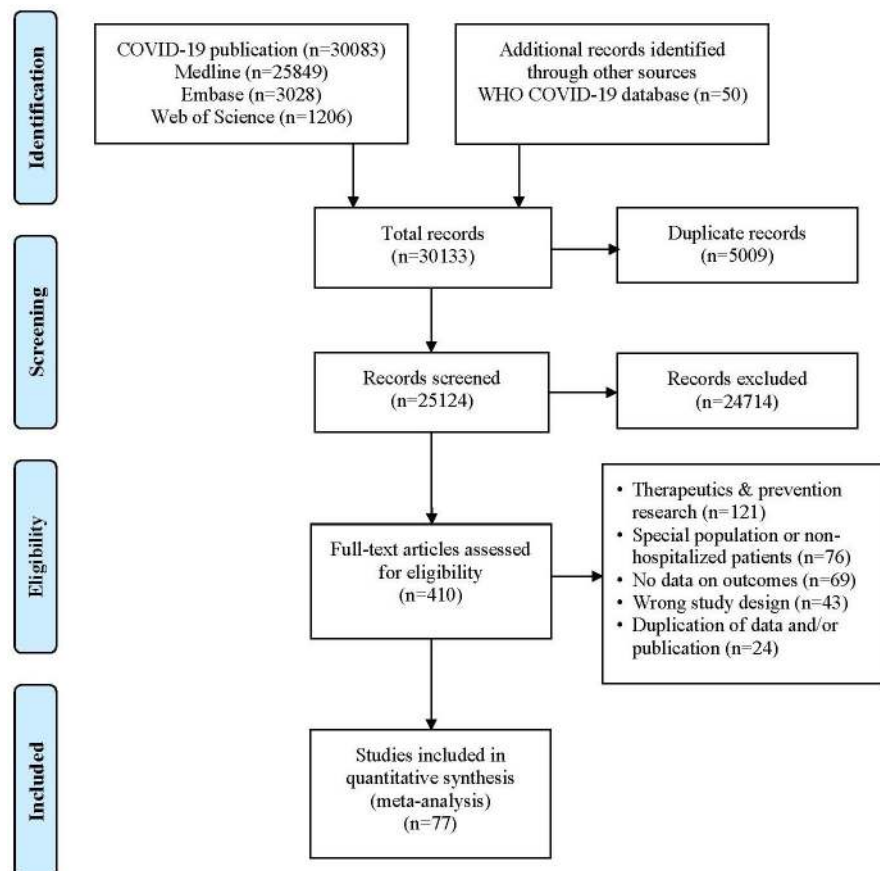 Identification
COVID-19 publication (n=30083)
Medline (n=25849)
Embase (n=3028)
Web of Science (n=1206)
Additional records identified
through other sources
WHO COVID-19 database (n=50)
Screening
Total records
(n=30133)
Duplicate records
(n=5009)
Records screened
(n=25124)
Records excluded
(n=24714)
Eligibility
Full-text articles assessed
for eligibility
(n=410)
• Therapeutics & prevention
research (n=121)
• Special population or non-
hospitalized patients (n=76)
• No data on outcomes (n=69)
• Wrong study design (n=43)
• Duplication of data and/or
publication (n=24)
Included
Studies included in
quantitative synthesis
(meta-analysis)
(n=77)